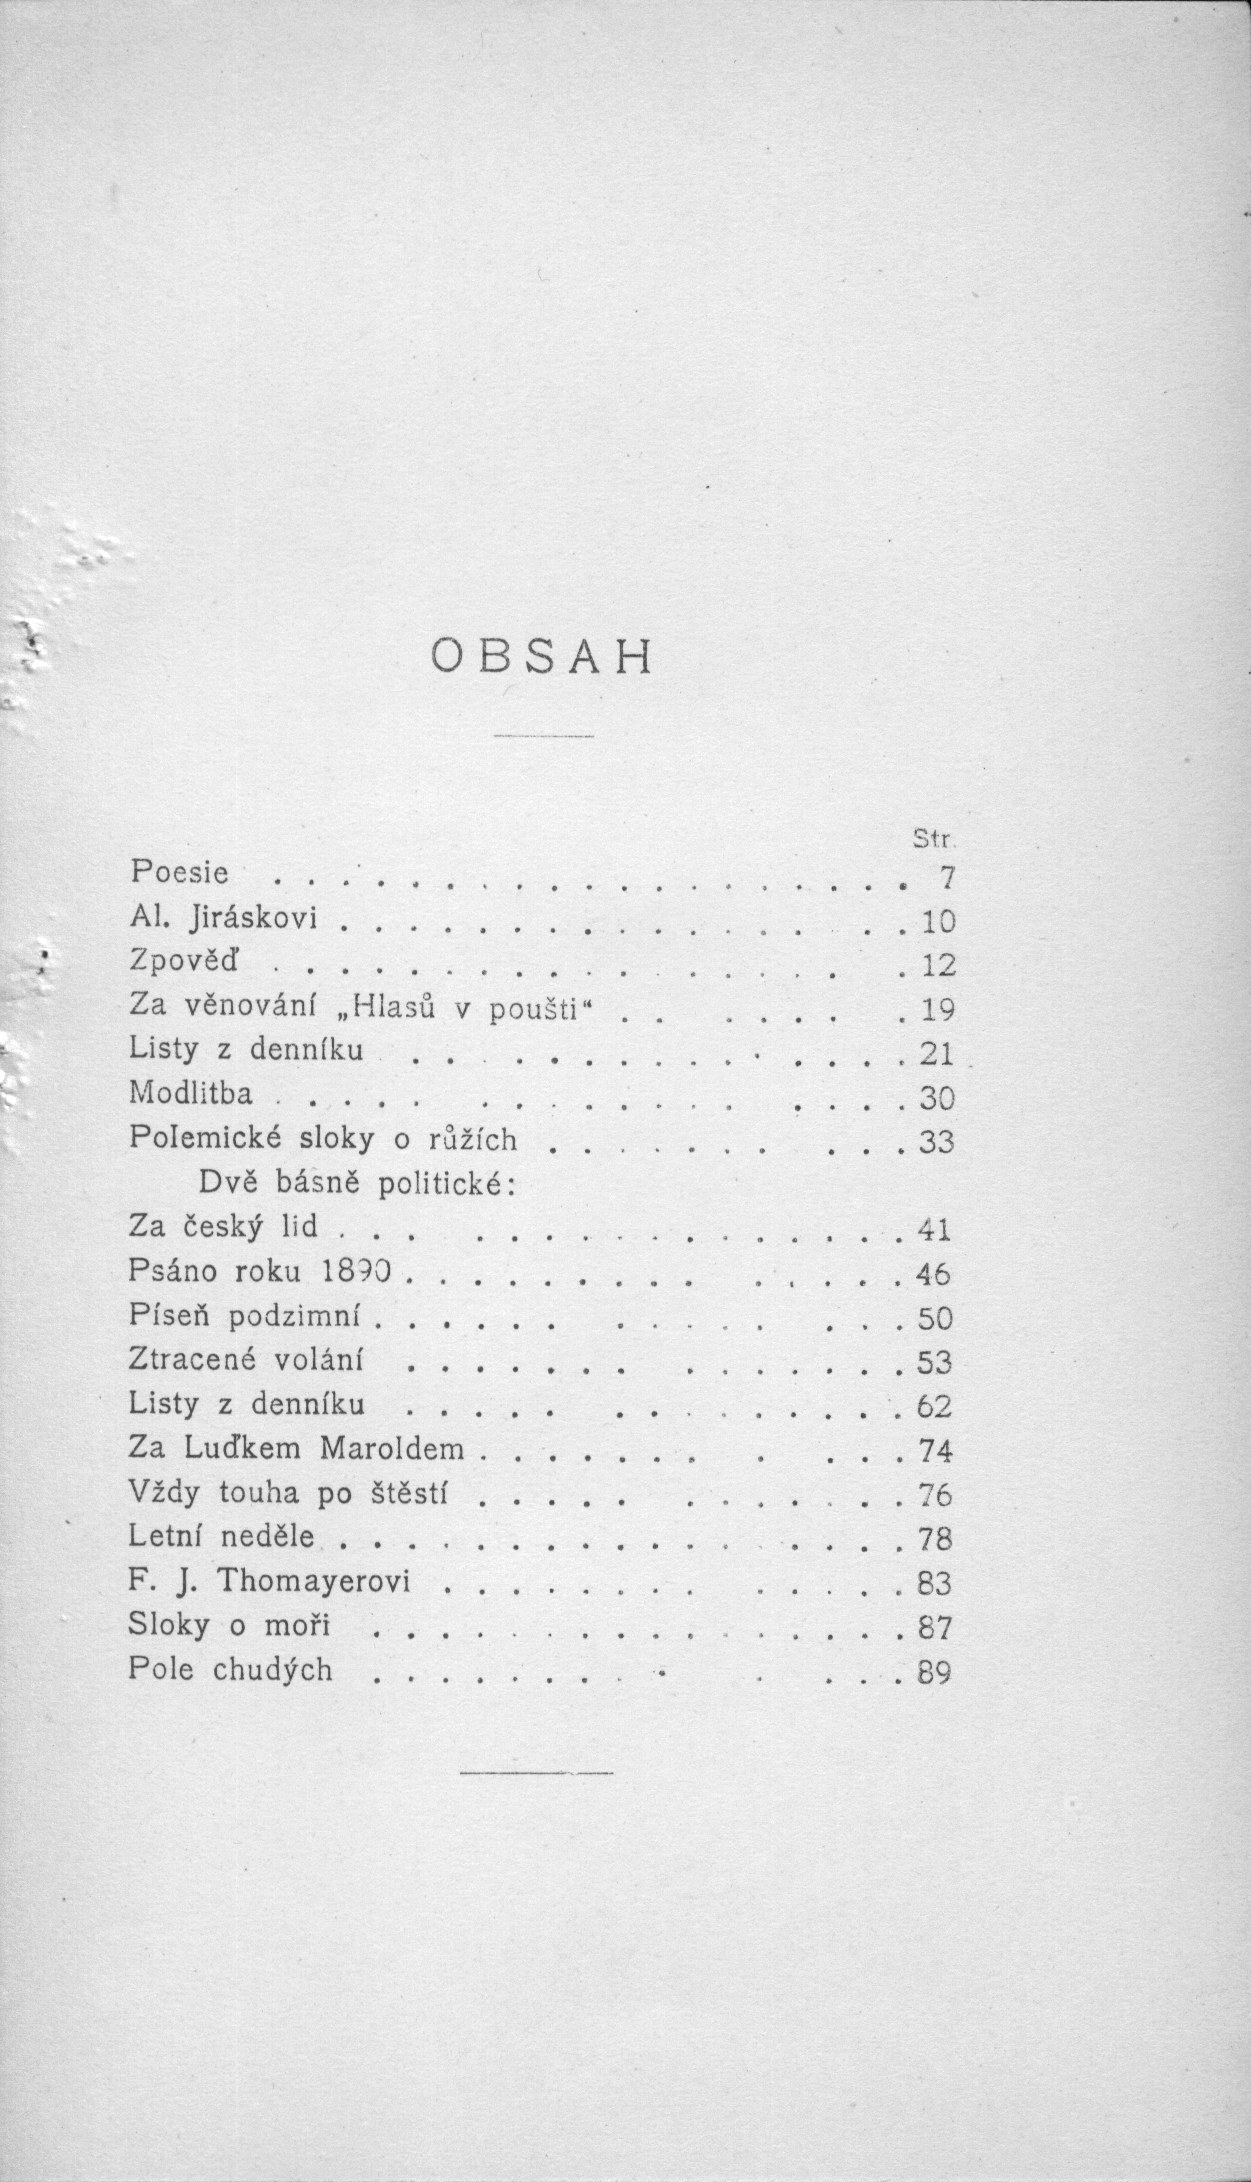 OBSAH
Str.
Poesie . . . . . . . . . . . . . . . . . . . 7
Al. Jiráskovi . . . . . . . . . . . . . . . . 10
Zpověď . . . . . . . . . . . . . . . . . . 12
Za věnování „Hlasů v poušti“ . . . . . . . 19
Listy z denníku . . . . . . . . . . . . . . . 21
Modlitba . . . . . . . . . . . . . . . . . 30
Polemické sloky o růžích . . . . . . . . . . 33
Dvě básně politické:
Za český lid . . . . . . . . . . . . . . . . 41
Psáno roku 1890 . . . . . . . . . . . . . . 46
Píseň podzimní . . . . . . . . . . . . . . 50
Ztracené volání . . . . . . . . . . . . . . 53
Listy z denníku . . . . . . . . . . . . . . 62
Za Luďkem Maroldem . . . . . . . . . . . 74
Vždy touha po štěstí . . . . . . . . . . . . 76
Letní neděle . . . . . . . . . . . . . . . . . 78
F. J. Thomayerovi . . . . . . . . . . . . . 83
Sloky o moři . . . . . . . . . . . . . . . . 87
Pole chudých . . . . . . . . . . . . . 89